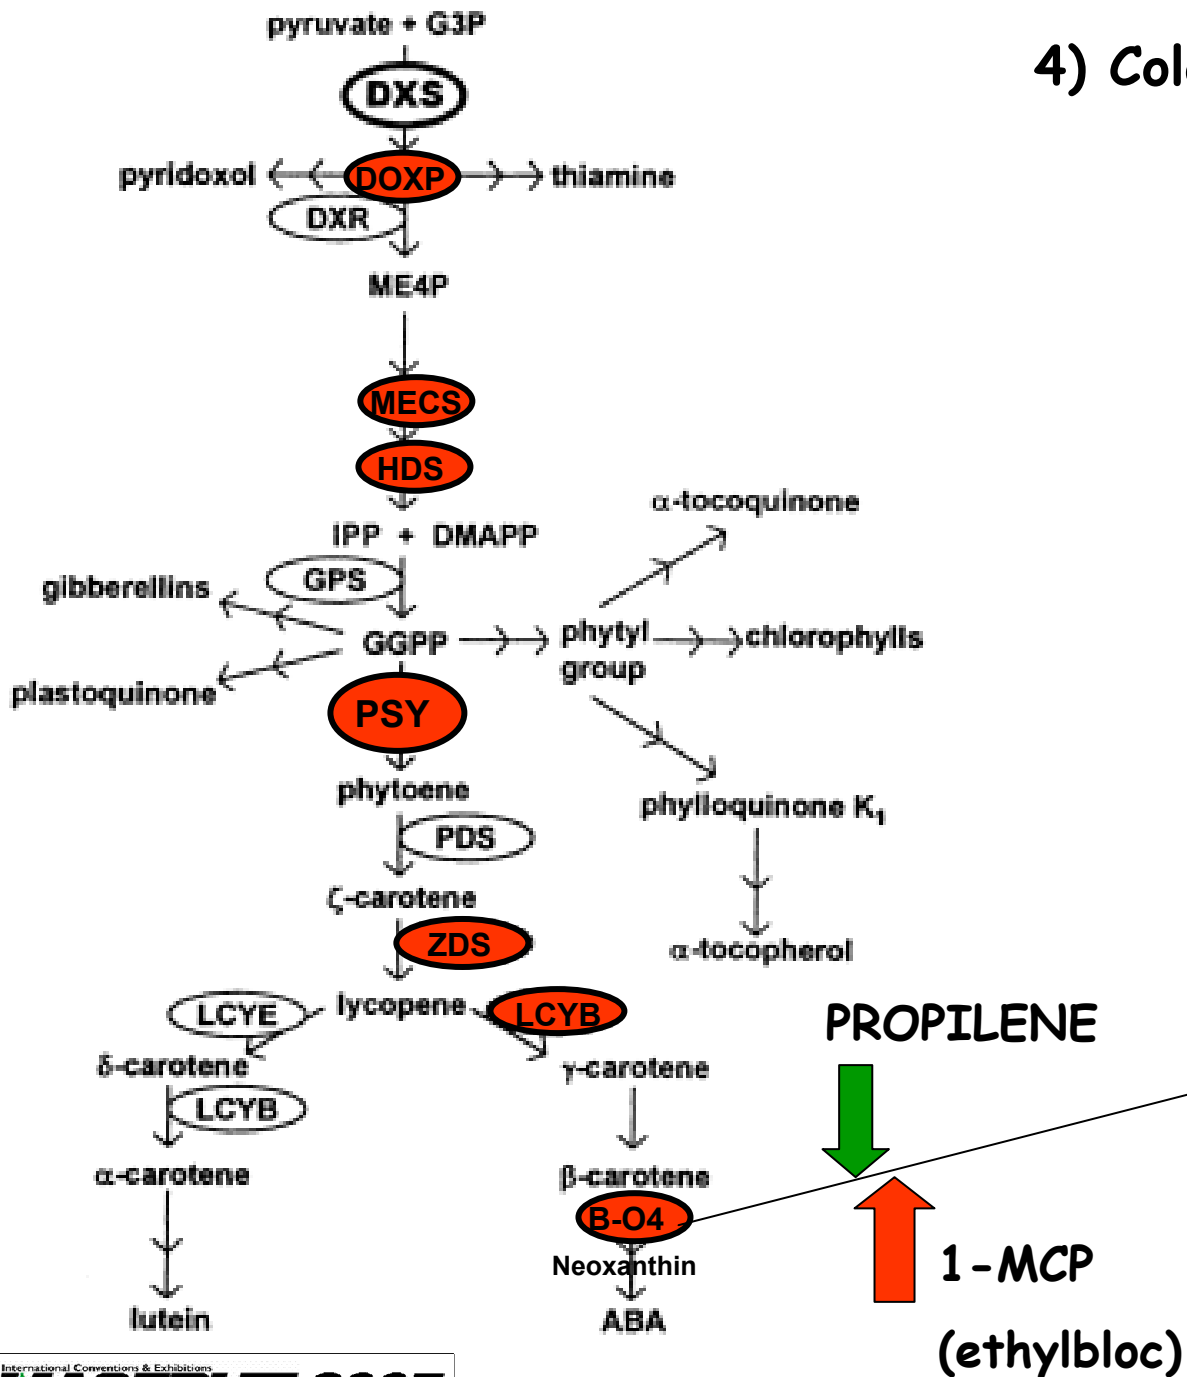 pyruvate + G3P
4) Col
DXS
pyridoxol DOXP thiamine
DXR
ME4P
MECS
HDS
α-tocoquinone
IPP + DMAPP
GPS
gibberellins
GGPP phytyl group chlorophylls
plastoquinone
PSY
phytoene
phylloquinone K1
PDS
ζ-carotene
ZDS
α-tocopherol
LCYE lycopene LCYB
PROPILENE
δ-carotene γ-carotene
LCYB
α-carotene β-carotene
B-O4
Neoxanthin
1-MCP
lutein ABA
(ethylbloc)
International Conventions & Exhibitions